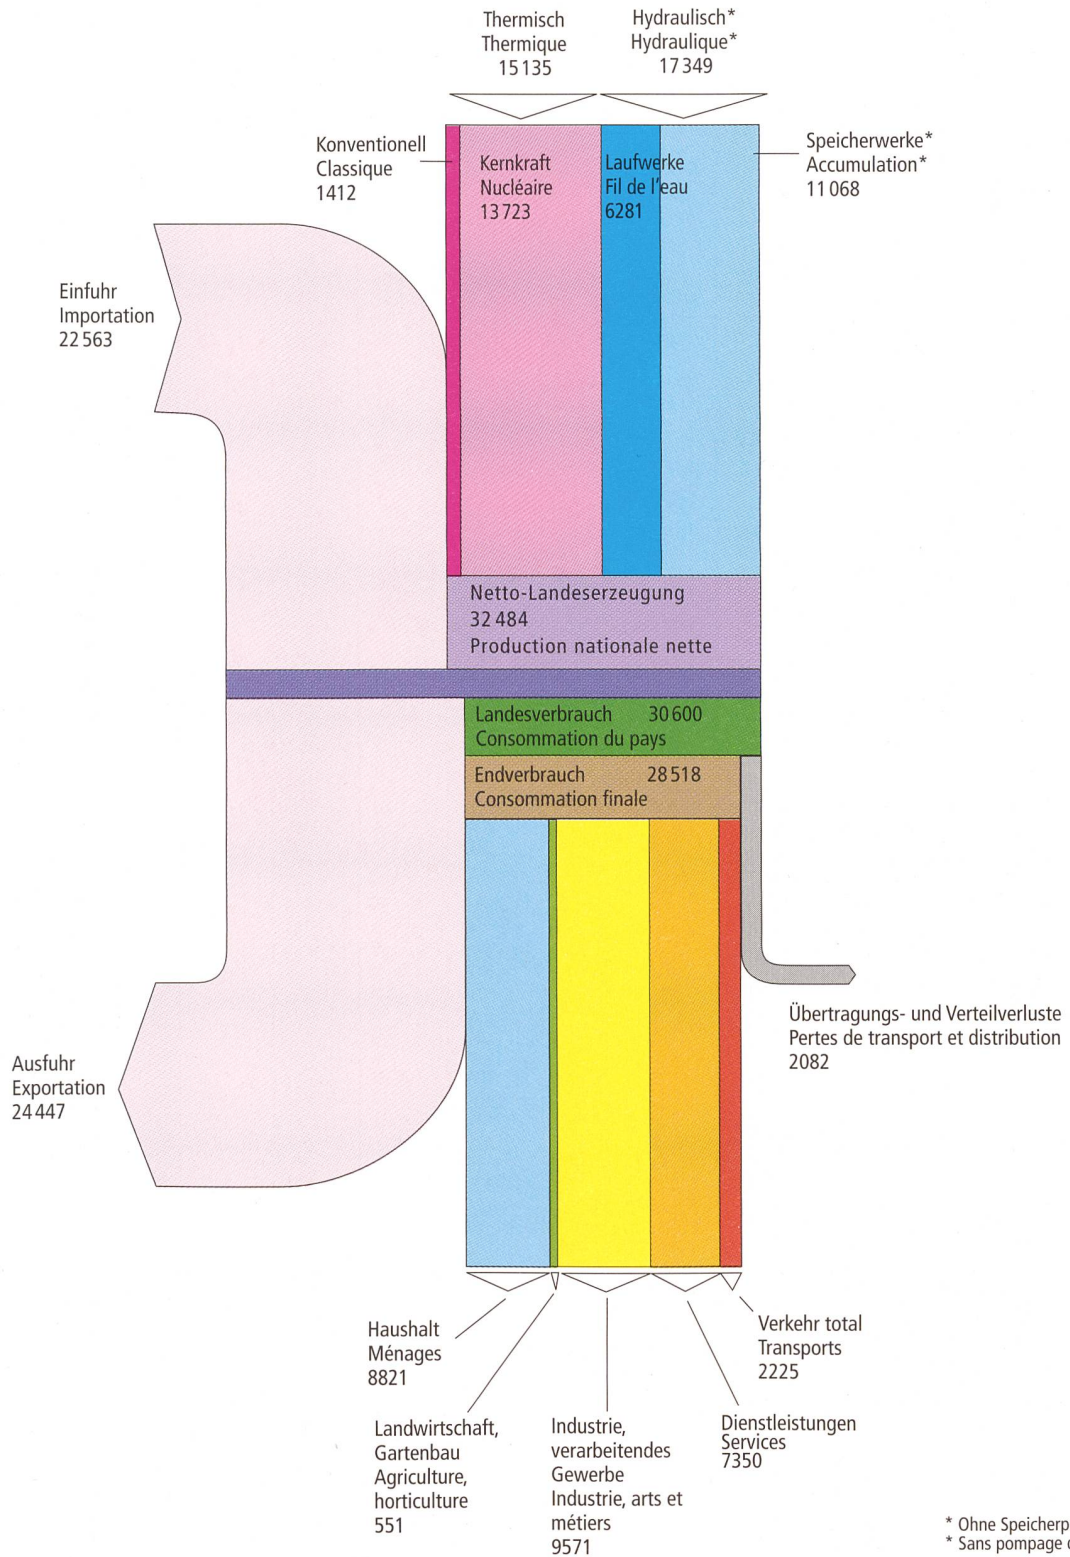 Thermisch
Thermique
15 135
Hydraulisch*
Hydraulique*
17 349
Konventionell
Classique
1412
Kernkraft
Nucléaire
13 723
Laufwerke
Fil de l'eau
6281
Speicherwerke*
Accumulation*
11 068
Einfuhr
Importation
22 563
Netto-Landeserzeugung
32 484
Production nationale nette
Landesverbrauch 30 600
Consommation du pays
Endverbrauch 28 518
Consommation finale
Übertragungs- und Verteilverluste
Pertes de transport et distribution
2082
Ausfuhr
Exportation
24 447
Haushalt
Ménages
8821
Landwirtschaft,
Gartenbau
Agriculture,
horticulture
551
Industrie,
verarbeitendes
Gewerbe
Industrie, arts et
métiers
9571
Dienstleistungen
Services
7350
Verkehr total
Transports
2225
* Ohne
* Sans pompage